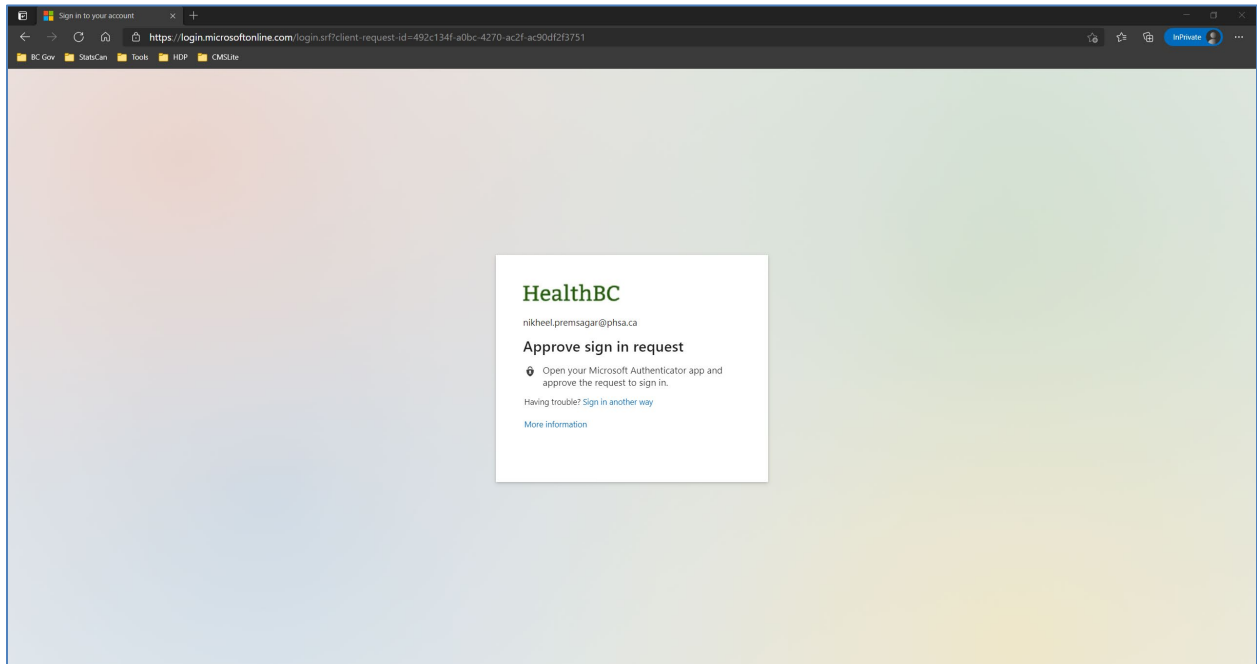 Sign in to your account
https://login.microsoftonline.com/login.srf?client-request-id=492c134f-a0bc-4270-ac2f-ac90df2f3751
InPrivate
BC Gov StatsCan Tools HDP CMSLite
HealthBC
nikheel.premsagar@phsa.ca
Approve sign in request
Open your Microsoft Authenticator app and
approve the request to sign in.
Having trouble? Sign in another way
More information